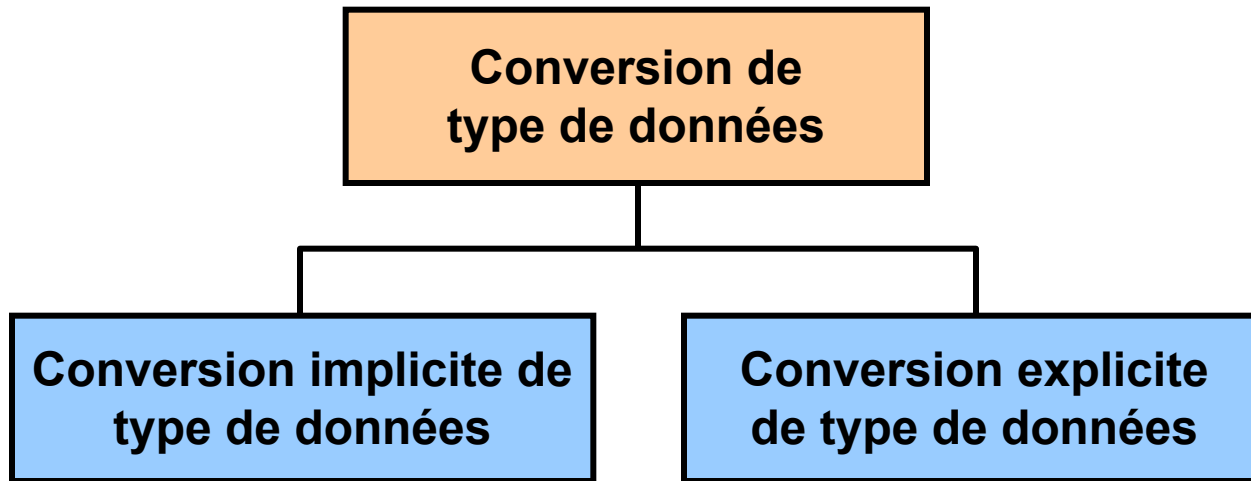 Conversion de
type de données
Conversion implicite de
type de données
Conversion explicite
de type de données